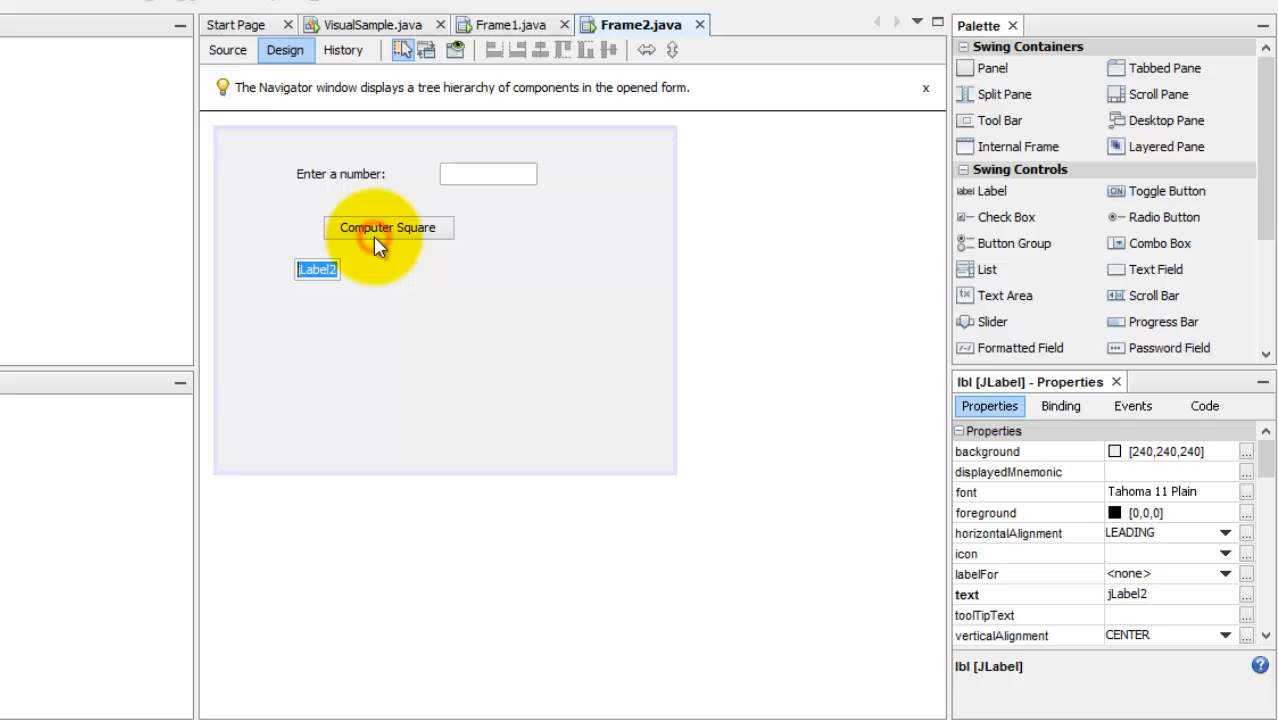 Start Page
VisualSample.java
Frame1.java
Frame2.java
Source
Design
History
The Navigator window displays a tree hierarchy of components in the opened form.
x
Enter a number:
Computer Square
jLabel2
Palette
Swing Containers
Panel
Tabbed Pane
Split Pane
Scroll Pane
Tool Bar
Desktop Pane
Internal Frame
Layered Pane
Swing Controls
label Label
ON Toggle Button
Check Box
Radio Button
Button Group
Combo Box
List
Text Field
tx Text Area
Scroll Bar
Slider
Progress Bar
Formatted Field
Password Field
lbl [JLabel] - Properties
Properties Binding Events Code
Properties
background [240,240,240] ...
displayedMnemonic ...
font Tahoma 11 Plain ...
foreground [0,0,0] ...
horizontalAlignment LEADING ...
icon ...
labelFor <none> ...
text jLabel2 ...
toolTipText ...
verticalAlignment CENTER ...
lbl [JLabel]
?